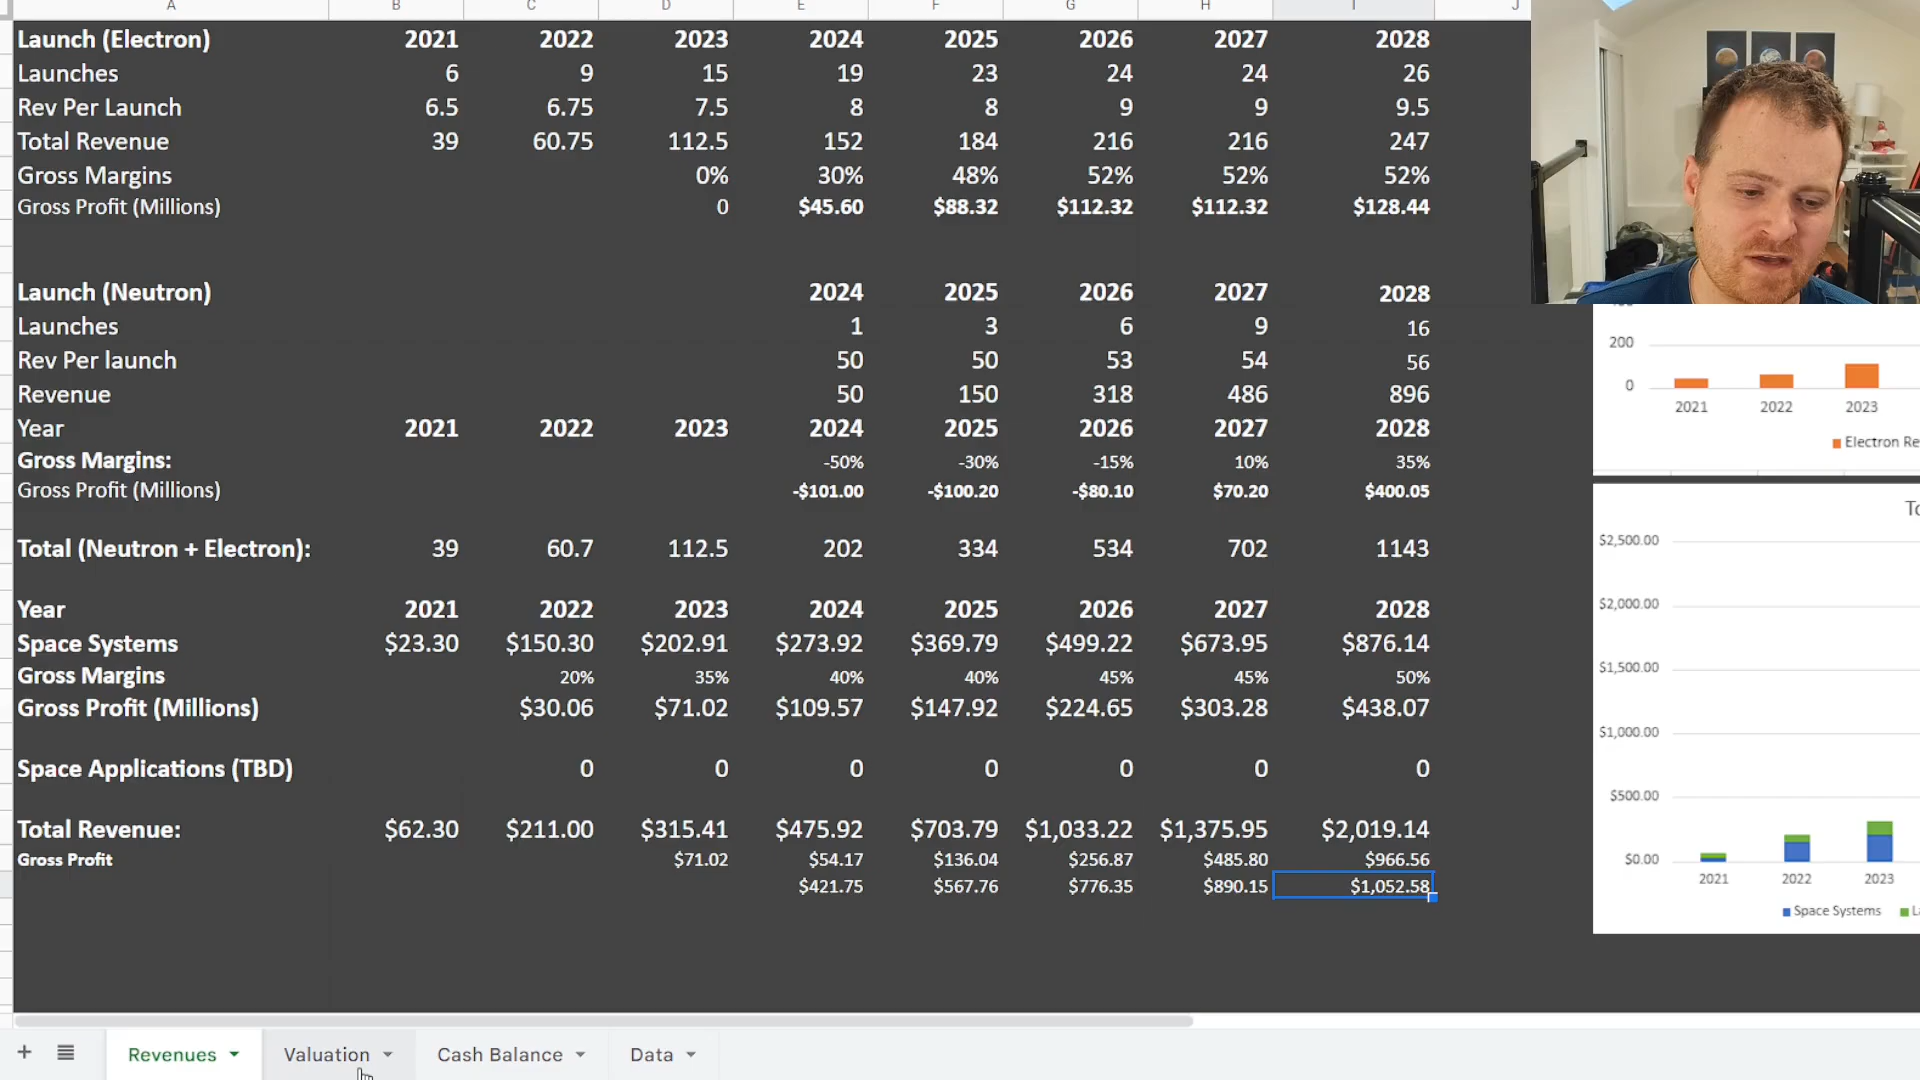 A B C D E F G H I J
Launch (Electron) 2021 2022 2023 2024 2025 2026 2027 2028
Launches 6 9 15 19 23 24 24 26
Rev Per Launch 6.5 6.75 7.5 8 8 9 9 9.5
Total Revenue 39 60.75 112.5 152 184 216 216 247
Gross Margins 0% 30% 48% 52% 52% 52%
Gross Profit (Millions) 0 $45.60 $88.32 $112.32 $112.32 $128.44
Launch (Neutron) 2024 2025 2026 2027 2028
Launches 1 3 6 9 16
Rev Per launch 50 50 53 54 56
Revenue 50 150 318 486 896
Year 2021 2022 2023 2024 2025 2026 2027 2028
Gross Margins: -50% -30% -15% 10% 35%
Gross Profit (Millions) -$101.00 -$100.20 -$80.10 $70.20 $400.05
Total (Neutron + Electron): 39 60.7 112.5 202 334 534 702 1143
Year 2021 2022 2023 2024 2025 2026 2027 2028
Space Systems $23.30 $150.30 $202.91 $273.92 $369.79 $499.22 $673.95 $876.14
Gross Margins 20% 35% 40% 40% 45% 45% 50%
Gross Profit (Millions) $30.06 $71.02 $109.57 $147.92 $224.65 $303.28 $438.07
Space Applications (TBD) 0 0 0 0 0 0 0
Total Revenue: $62.30 $211.00 $315.41 $475.92 $703.79 $1,033.22 $1,375.95 $2,019.14
Gross Profit $71.02 $54.17 $136.04 $256.87 $485.80 $966.56
$421.75 $567.76 $776.35 $890.15 $1,052.58
200
0
2021 2022 2023
Electron Re
To
$2,500.00
$2,000.00
$1,500.00
$1,000.00
$500.00
$0.00
2021 2022 2023
Space Systems
+ Revenues Valuation Cash Balance Data